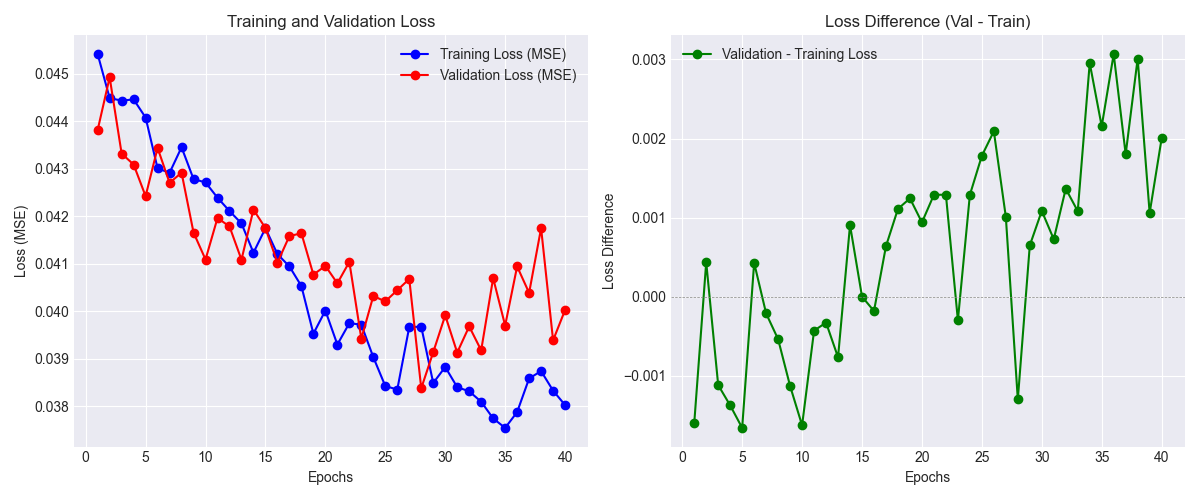 Training and Validation Loss
Training Loss (MSE)
Validation Loss (MSE)
0.045
0.044
0.043
0.042
0.041
0.040
0.039
0.038
Loss (MSE)
0 5 10 15 20 25 30 35 40
Epochs
Loss Difference (Val - Train)
Validation - Training Loss
0.003
0.002
0.001
0.000
−0.001
Loss Difference
0 5 10 15 20 25 30 35 40
Epochs